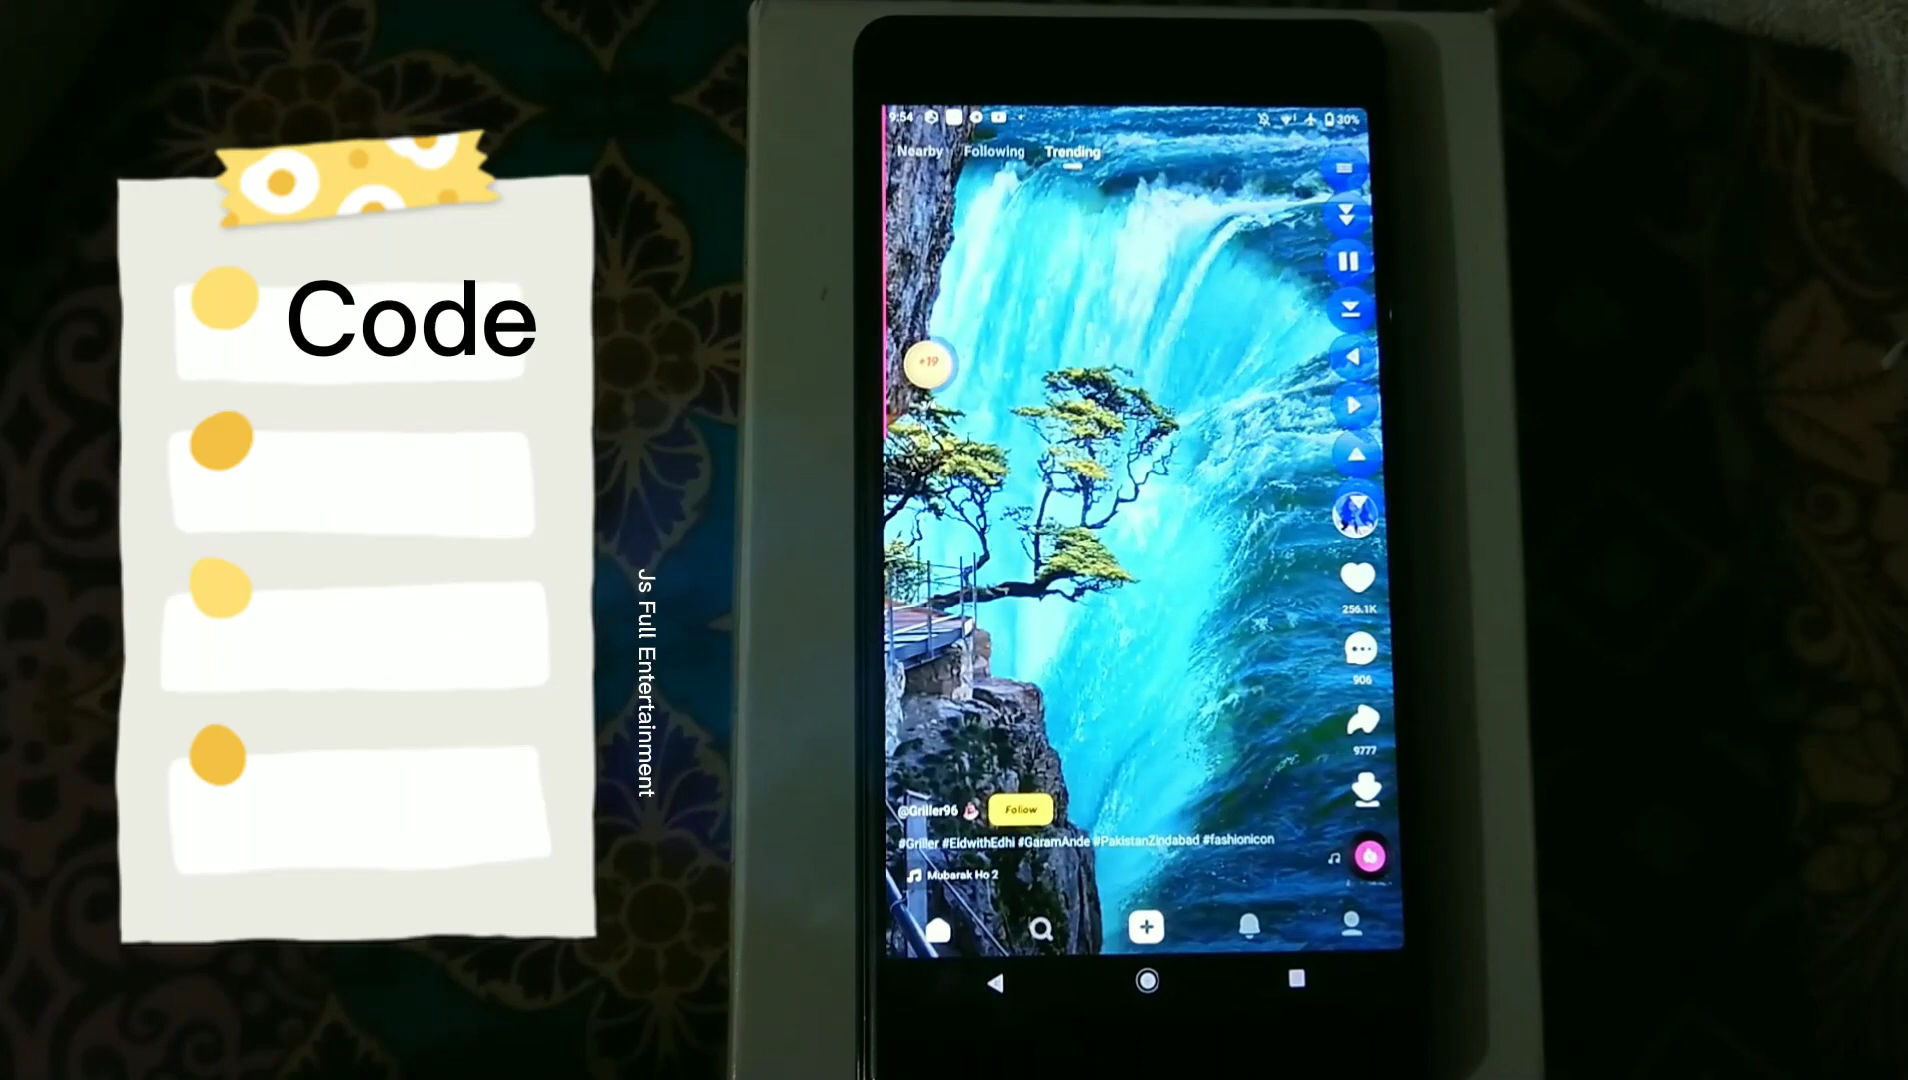 Code
Js Full Entertainment
9:54
30%
Nearby Following Trending
+19
256.1K
906
9777
@Griller96 Follow
#Griller #EidwithEdhi #GaramAnde #PakistanZindabad #fashionicon
Mubarak Ho 2